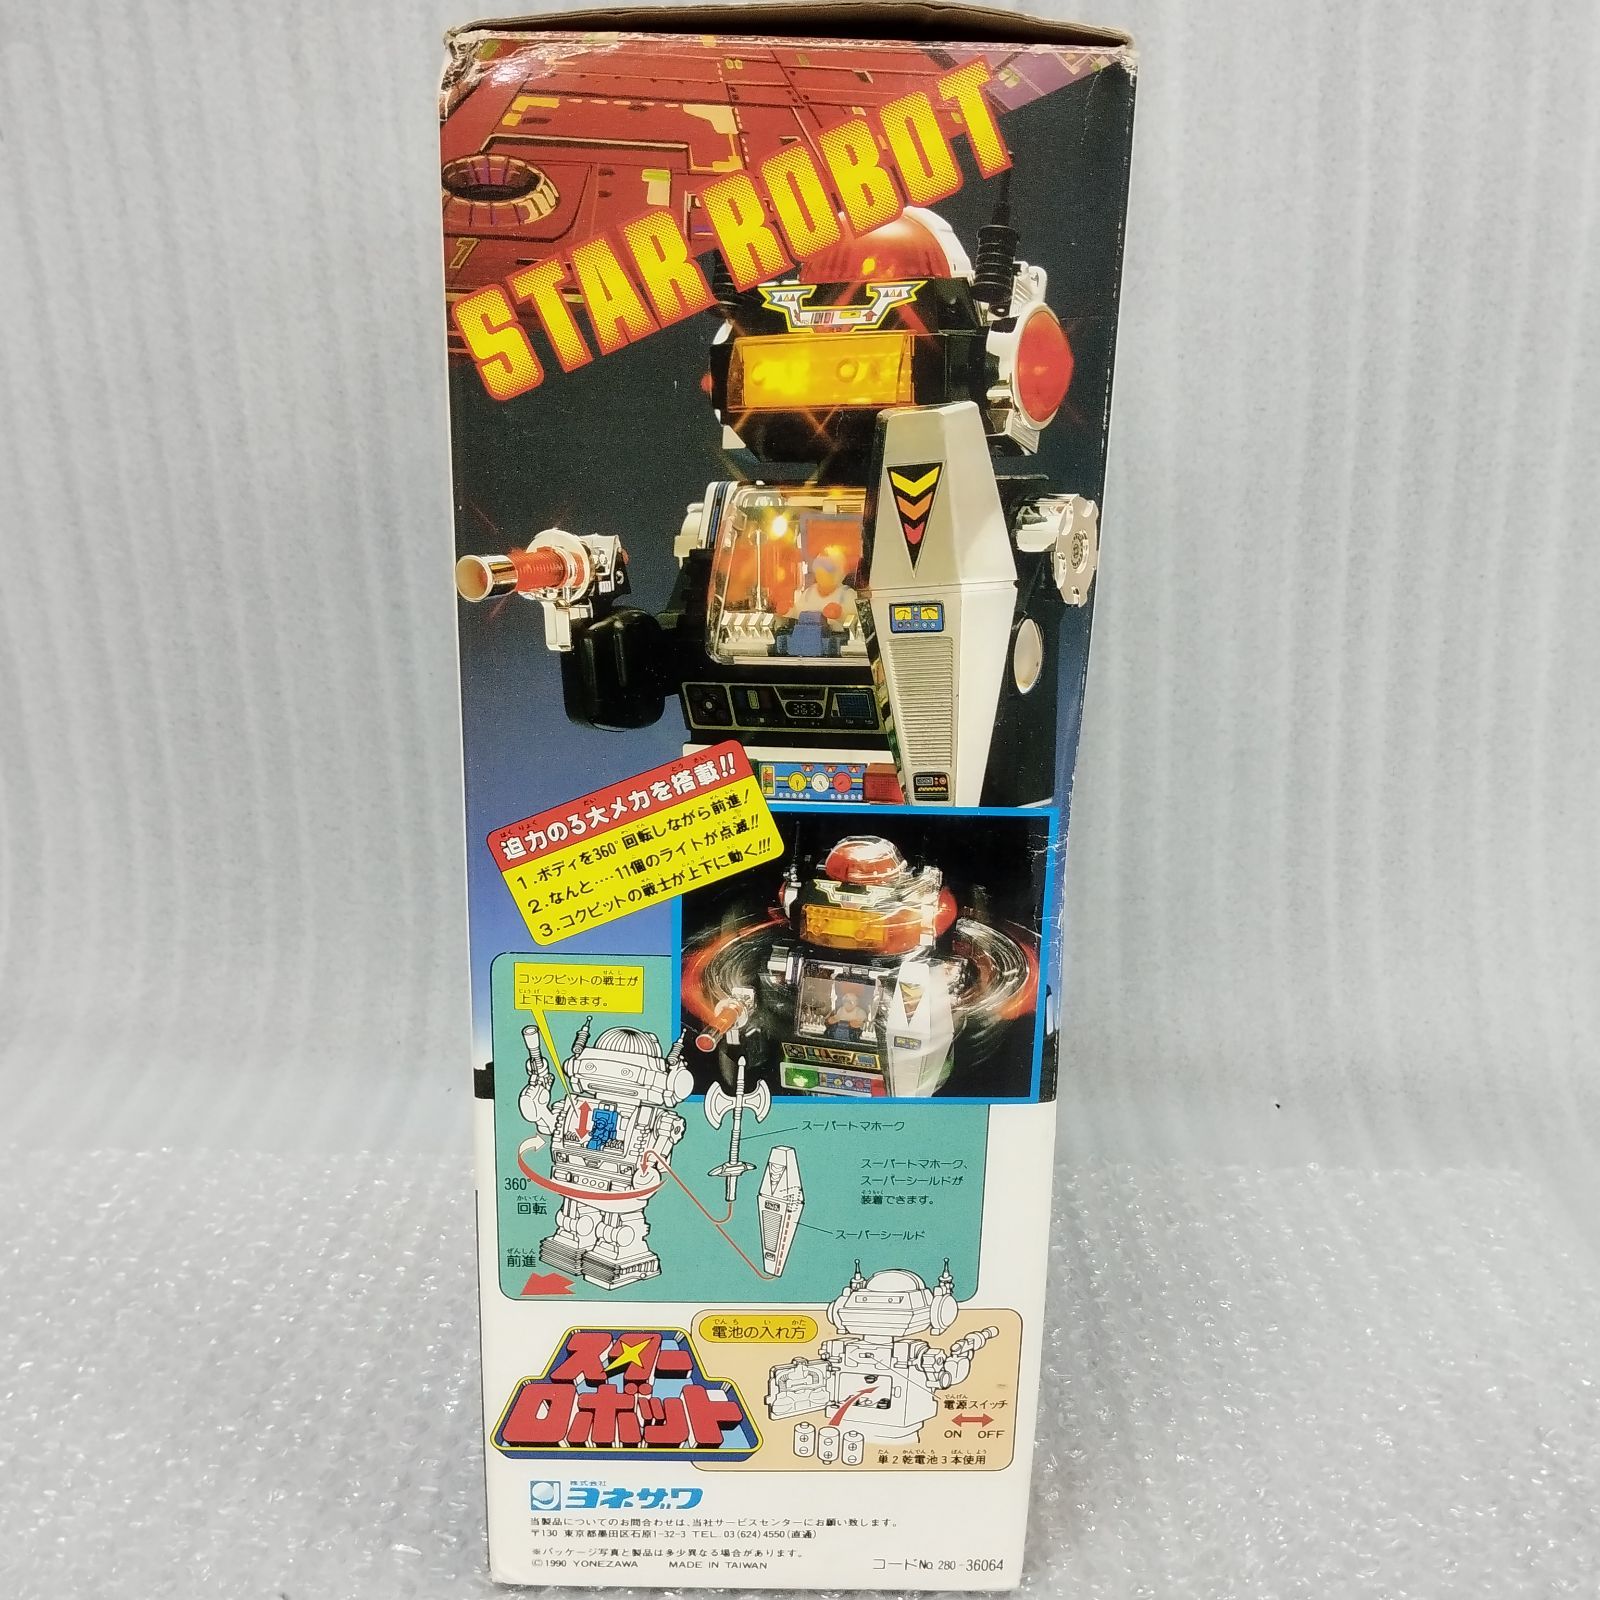 STAR ROBOT
迫力の3大メカを搭載!!
1.ボディを360°回転しながら前進!
2.なんと‥‥11個のライトが点滅!!
3.コクピットの戦士が上下に動く!!!
コックピットの戦士が
上下に動きます。
スーパートマホーク
スーパートマホーク、
スーパーシールドが
装着できます。
スーパーシールド
360°
回転
前進
スター
ロボット
電池の入れ方
電源スイッチ
ON OFF
単2乾電池3本使用
株式会社
ヨネザワ
当製品についてのお問合わせは、当社サービスセンターにお願い致します。
〒130 東京都墨田区石原1-32-3 TEL.03(624)4550(直通)
※パッケージ写真と製品は多少異なる場合があります。
©1990 YONEZAWA MADE IN TAIWAN
コードNo.280-36064